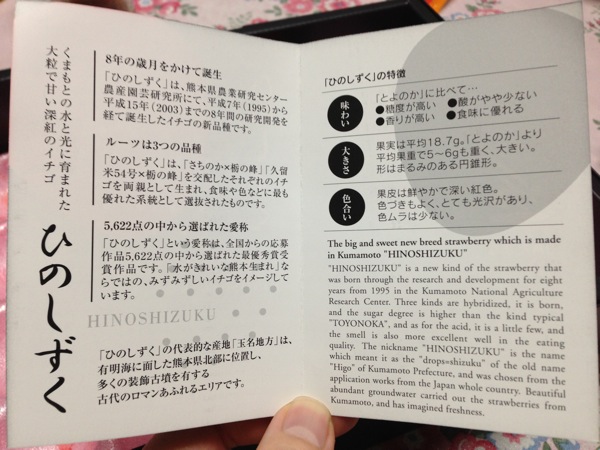 くまもとの水と光に育まれた
大粒で甘い深紅のイチゴ
ひのしずく
8年の歳月をかけて誕生
「ひのしずく」は、熊本県農業研究センター
農産園芸研究所にて、平成7年(1995)から
平成15年(2003)までの8年間の研究開発を
経て誕生したイチゴの新品種です。
ルーツは3つの品種
「ひのしずく」は、「さちのか×栃の峰」「久留
米54号×栃の峰」を交配したそれぞれのイチ
ゴを両親として生まれ、食味や色などに最も
優れた系統として選抜されたものです。
5,622点の中から選ばれた愛称
「ひのしずく」という愛称は、全国からの応募
作品5,622点の中から選ばれた最優秀受
賞作品です。『水がきれいな熊本生まれ』な
らではの、みずみずしいイチゴをイメージして
います。
HINOSHIZUKU
「ひのしずく」の代表的な産地「玉名地方」は、
有明海に面した熊本県北部に位置し、
多くの装飾古墳を有する
古代のロマンあふれるエリアです。
「ひのしずく」の特徴
味わい
「とよのか」に比べて…
●糖度が高い ●酸がやや少ない
●香りが高い ●食味に優れる
大きさ
果実は平均18.7g。「とよのか」より
平均果重で5〜6gも重く、大きい。
形はまるみのある円錐形。
色合い
果皮は鮮やかで深い紅色。
色づきもよく、とても光沢があり、
色ムラは少ない。
The big and sweet new breed strawberry which is made
in Kumamoto "HINOSHIZUKU"
"HINOSHIZUKU" is a new kind of the strawberry that
was born through the research and development for eight
years from 1995 in the Kumamoto National Agriculture
Research Center. Three kinds are hybridized, it is born,
and the sugar degree is higher than the kind typical
"TOYONOKA", and as for the acid, it is a little few, and
the smell is also more excellent well in the eating
quality. The nickname "HINOSHIZUKU" is the name
which meant it as the "drops=shizuku" of the old name
"Higo" of Kumamoto Prefecture, and was chosen from the
application works from the Japan whole country. Beautiful
abundant groundwater carried out the strawberries from
Kumamoto, and has imagined freshness.